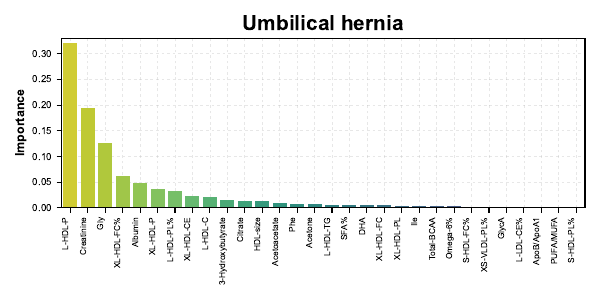 Umbilical hernia
Importance
0.30
0.25
0.20
0.15
0.10
0.05
0.00
L-HDL-P
Creatinine
Gly
XL-HDL-FC%
Albumin
XL-HDL-P
L-HDL-PL%
XL-HDL-CE
L-HDL-C
3-Hydroxybutyrate
Citrate
HDL-size
Acetoacetate
Phe
Acetone
L-HDL-TG
SFA%
DHA
XL-HDL-FC
XL-HDL-PL
Ile
Total-BCAA
Omega-6%
S-HDL-FC%
XS-VLDL-PL%
GlycA
L-LDL-CE%
ApoB/ApoA1
PUFA/MUFA
S-HDL-PL%